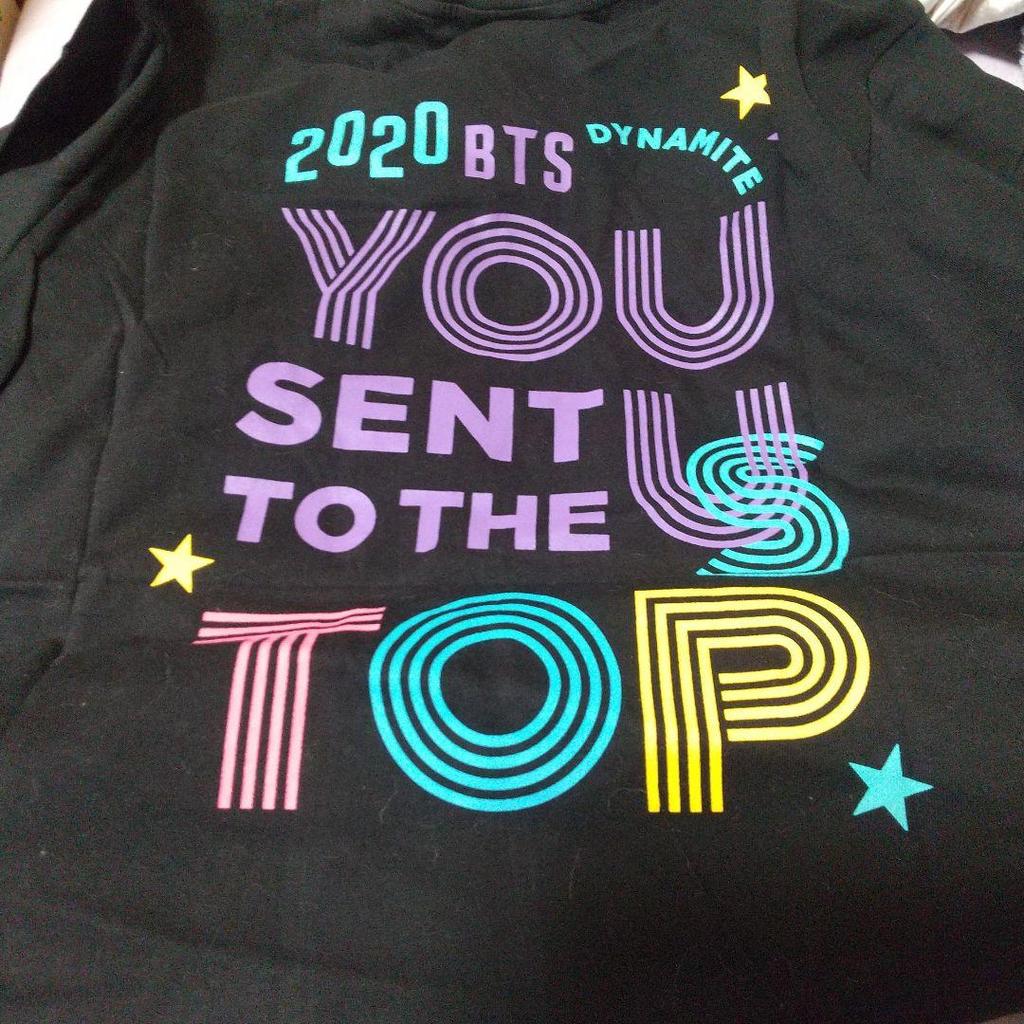 2020 BTS DYNAMITE
YOU
SENT US
TO THE
TOP